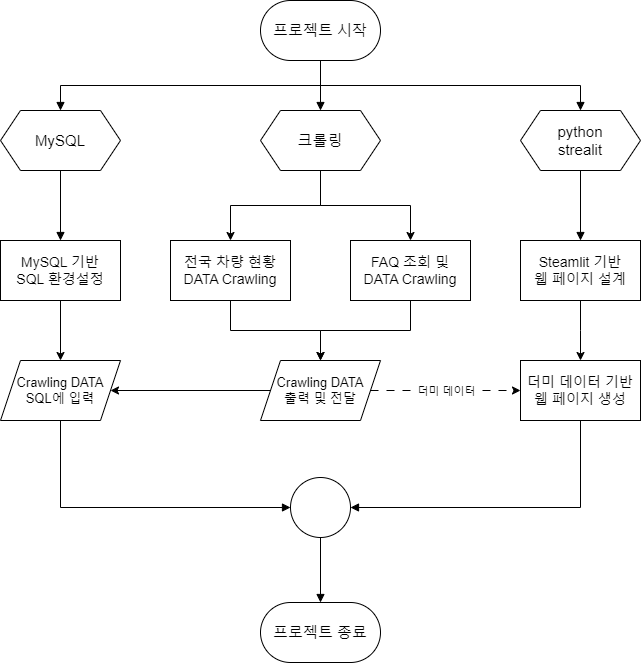 프로젝트 시작
MySQL
크롤링
python
strealit
MySQL 기반
SQL 환경설정
전국 차량 현황
DATA Crawling
FAQ 조회 및
DATA Crawling
Steamlit 기반
웹 페이지 설계
Crawling DATA
SQL에 입력
Crawling DATA
출력 및 전달
더미 데이터
더미 데이터 기반
웹 페이지 생성
프로젝트 종료